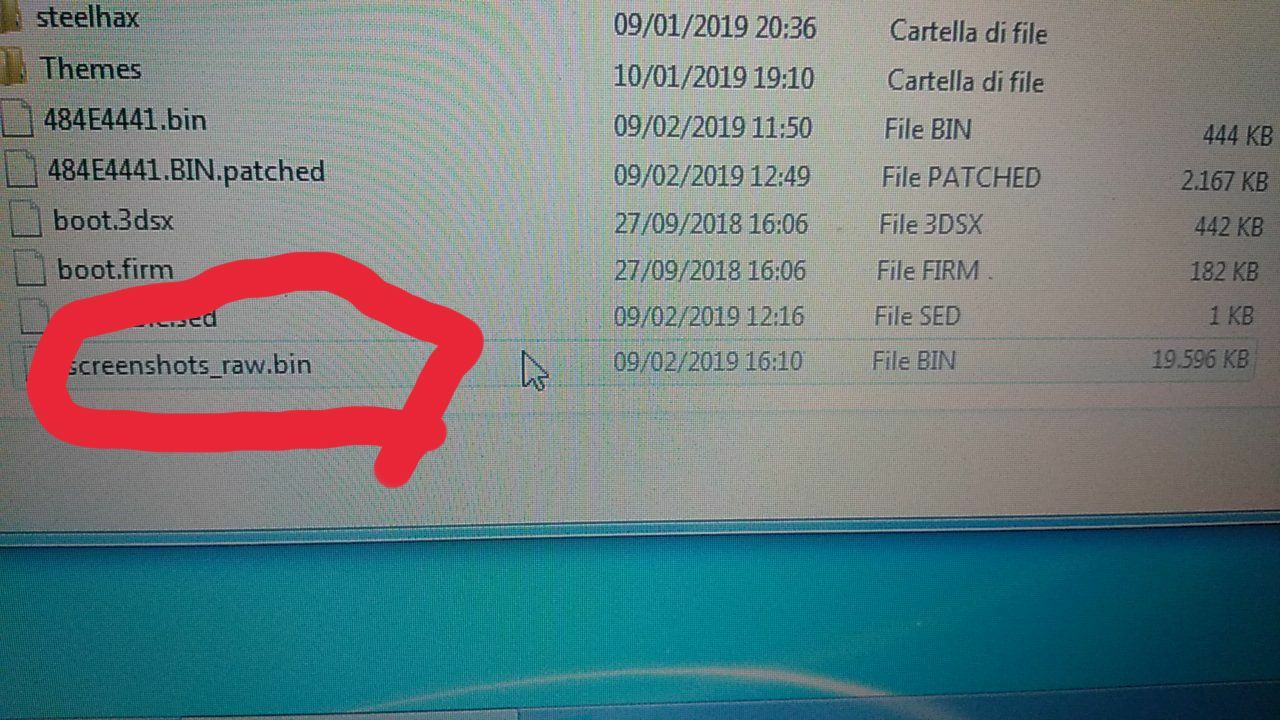 steelhax 09/01/2019 20:36 Cartella di file
Themes 10/01/2019 19:10 Cartella di file
484E4441.bin 09/02/2019 11:50 File BIN 444 KB
484E4441.BIN.patched 09/02/2019 12:49 File PATCHED 2.167 KB
boot.3dsx 27/09/2018 16:06 File 3DSX 442 KB
boot.firm 27/09/2018 16:06 File FIRM 182 KB
09/02/2019 12:16 File SED 1 KB
screenshots_raw.bin 09/02/2019 16:10 File BIN 19.596 KB